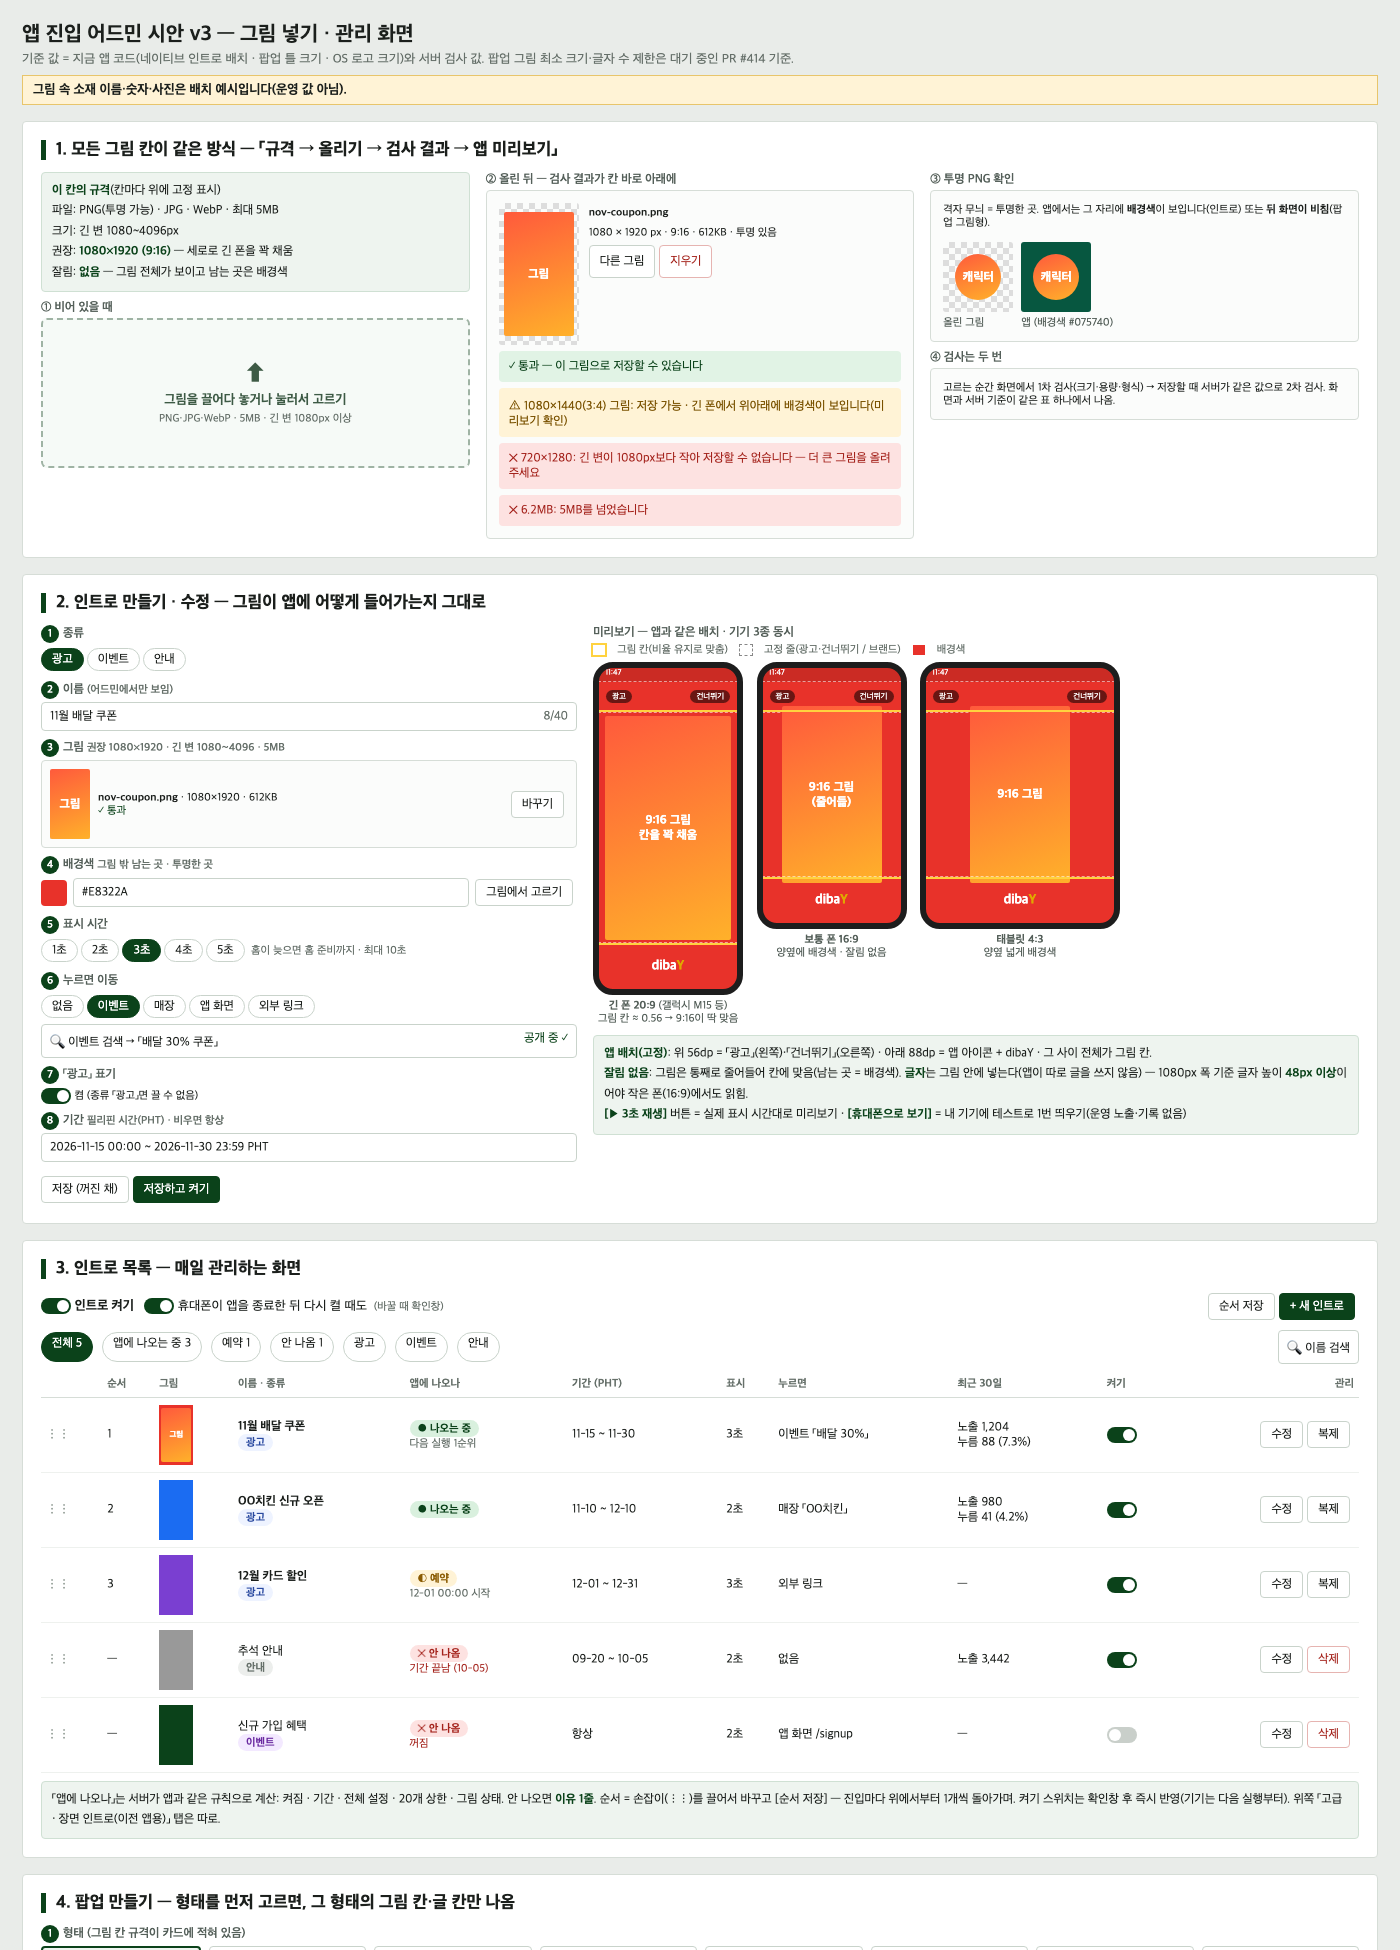 앱 진입 어드민 시안 v3 — 그림 넣기 · 관리 화면
기준 값 = 지금 앱 코드(네이티브 인트로 배치 · 팝업 틀 크기 · OS 로고 크기)와 서버 검사 값. 팝업 그림 최소 크기·글자 수 제한은 대기 중인 PR #414 기준.
그림 속 소재 이름·숫자·사진은 배치 예시입니다(운영 값 아님).
1. 모든 그림 칸이 같은 방식 — 「규격 → 올리기 → 검사 결과 → 앱 미리보기」
이 칸의 규격(칸마다 위에 고정 표시)
파일: PNG(투명 가능) · JPG · WebP · 최대 5MB
크기: 긴 변 1080~4096px
권장: 1080×1920 (9:16) — 세로로 긴 폰을 꽉 채움
잘림: 없음 — 그림 전체가 보이고 남는 곳은 배경색
① 비어 있을 때
⬆
그림을 끌어다 놓거나 눌러서 고르기
PNG·JPG·WebP · 5MB · 긴 변 1080px 이상
② 올린 뒤 — 검사 결과가 칸 바로 아래에
그림
nov-coupon.png
1080 × 1920 px · 9:16 · 612KB · 투명 있음
다른 그림
지우기
✓ 통과 — 이 그림으로 저장할 수 있습니다
⚠ 1080×1440(3:4) 그림: 저장 가능 · 긴 폰에서 위아래에 배경색이 보입니다(미
리보기 확인)
✕ 720×1280: 긴 변이 1080px보다 작아 저장할 수 없습니다 — 더 큰 그림을 올려
주세요
✕ 6.2MB: 5MB를 넘었습니다
③ 투명 PNG 확인
격자 무늬 = 투명한 곳. 앱에서는 그 자리에 배경색이 보입니다(인트로) 또는 뒤 화면이 비침(팝
업 그림형).
캐릭터
캐릭터
올린 그림
앱 (배경색 #075740)
④ 검사는 두 번
고르는 순간 화면에서 1차 검사(크기·용량·형식) → 저장할 때 서버가 같은 값으로 2차 검사. 화
면과 서버 기준이 같은 표 하나에서 나옴.
2. 인트로 만들기 · 수정 — 그림이 앱에 어떻게 들어가는지 그대로
1 종류
광고
이벤트
안내
2 이름 (어드민에서만 보임)
11월 배달 쿠폰
8/40
3 그림 권장 1080×1920 · 긴 변 1080~4096 · 5MB
그림
nov-coupon.png · 1080×1920 · 612KB
✓ 통과
바꾸기
4 배경색 그림 밖 남는 곳 · 투명한 곳
#E8322A
그림에서 고르기
5 표시 시간
1초
2초
3초
4초
5초
홈이 늦으면 홈 준비까지 · 최대 10초
6 누르면 이동
없음
이벤트
매장
앱 화면
외부 링크
🔍 이벤트 검색 → 「배달 30% 쿠폰」
공개 중 ✓
7 「광고」 표기
켬 (종류 「광고」면 끌 수 없음)
8 기간 필리핀 시간(PHT) · 비우면 항상
2026-11-15 00:00 ~ 2026-11-30 23:59 PHT
저장 (꺼진 채)
저장하고 켜기
미리보기 — 앱과 같은 배치 · 기기 3종 동시
그림 칸(비율 유지로 맞춤)
고정 줄(광고·건너뛰기 / 브랜드)
배경색
11:47
광고
건너뛰기
9:16 그림
칸을 꽉 채움
dibaY
긴 폰 20:9 (갤럭시 M15 등)
그림 칸 ≈ 0.56 → 9:16이 딱 맞음
11:47
광고
건너뛰기
9:16 그림
(줄어듦)
dibaY
보통 폰 16:9
양옆에 배경색 · 잘림 없음
11:47
광고
건너뛰기
9:16 그림
dibaY
태블릿 4:3
양옆 넓게 배경색
앱 배치(고정): 위 56dp = 「광고」(왼쪽)·「건너뛰기」(오른쪽) · 아래 88dp = 앱 아이콘 + dibaY · 그 사이 전체가 그림 칸.
잘림 없음: 그림은 통째로 줄어들어 칸에 맞춤(남는 곳 = 배경색). 글자는 그림 안에 넣는다(앱이 따로 글을 쓰지 않음) — 1080px 폭 기준 글자 높이 48px 이상이
어야 작은 폰(16:9)에서도 읽힘.
[▶ 3초 재생] 버튼 = 실제 표시 시간대로 미리보기 · [휴대폰으로 보기] = 내 기기에 테스트로 1번 띄우기(운영 노출·기록 없음)
3. 인트로 목록 — 매일 관리하는 화면
인트로 켜기
휴대폰이 앱을 종료한 뒤 다시 켤 때도 (바꿀 때 확인창)
순서 저장
+ 새 인트로
전체 5
앱에 나오는 중 3
예약 1
안 나옴 1
광고
이벤트
안내
🔍 이름 검색
순서
그림
이름 · 종류
앱에 나오나
기간 (PHT)
표시
누르면
최근 30일
켜기
관리
⋮⋮
1
그림
11월 배달 쿠폰
광고
● 나오는 중
다음 실행 1순위
11-15 ~ 11-30
3초
이벤트 「배달 30%」
노출 1,204
누름 88 (7.3%)
수정
복제
⋮⋮
2
OO치킨 신규 오픈
광고
● 나오는 중
11-10 ~ 12-10
2초
매장 「OO치킨」
노출 980
누름 41 (4.2%)
수정
복제
⋮⋮
3
12월 카드 할인
광고
◐ 예약
12-01 00:00 시작
12-01 ~ 12-31
3초
외부 링크
—
수정
복제
⋮⋮
—
추석 안내
안내
✕ 안 나옴
기간 끝남 (10-05)
09-20 ~ 10-05
2초
없음
노출 3,442
수정
삭제
⋮⋮
—
신규 가입 혜택
이벤트
✕ 안 나옴
꺼짐
항상
2초
앱 화면 /signup
—
수정
삭제
「앱에 나오나」는 서버가 앱과 같은 규칙으로 계산: 켜짐 · 기간 · 전체 설정 · 20개 상한 · 그림 상태. 안 나오면 이유 1줄. 순서 = 손잡이(⋮⋮)를 끌어서 바꾸고 [순서 저장] — 진입마다 위에서부터 1개씩 돌아가며. 켜기 스위치는 확인창 후 즉시 반영(기기는 다음 실행부터). 위쪽 「고급
· 장면 인트로(이전 앱용)」 탭은 따로.
4. 팝업 만들기 — 형태를 먼저 고르면, 그 형태의 그림 칸·글 칸만 나옴
1 형태 (그림 칸 규격이 카드에 적혀 있음)